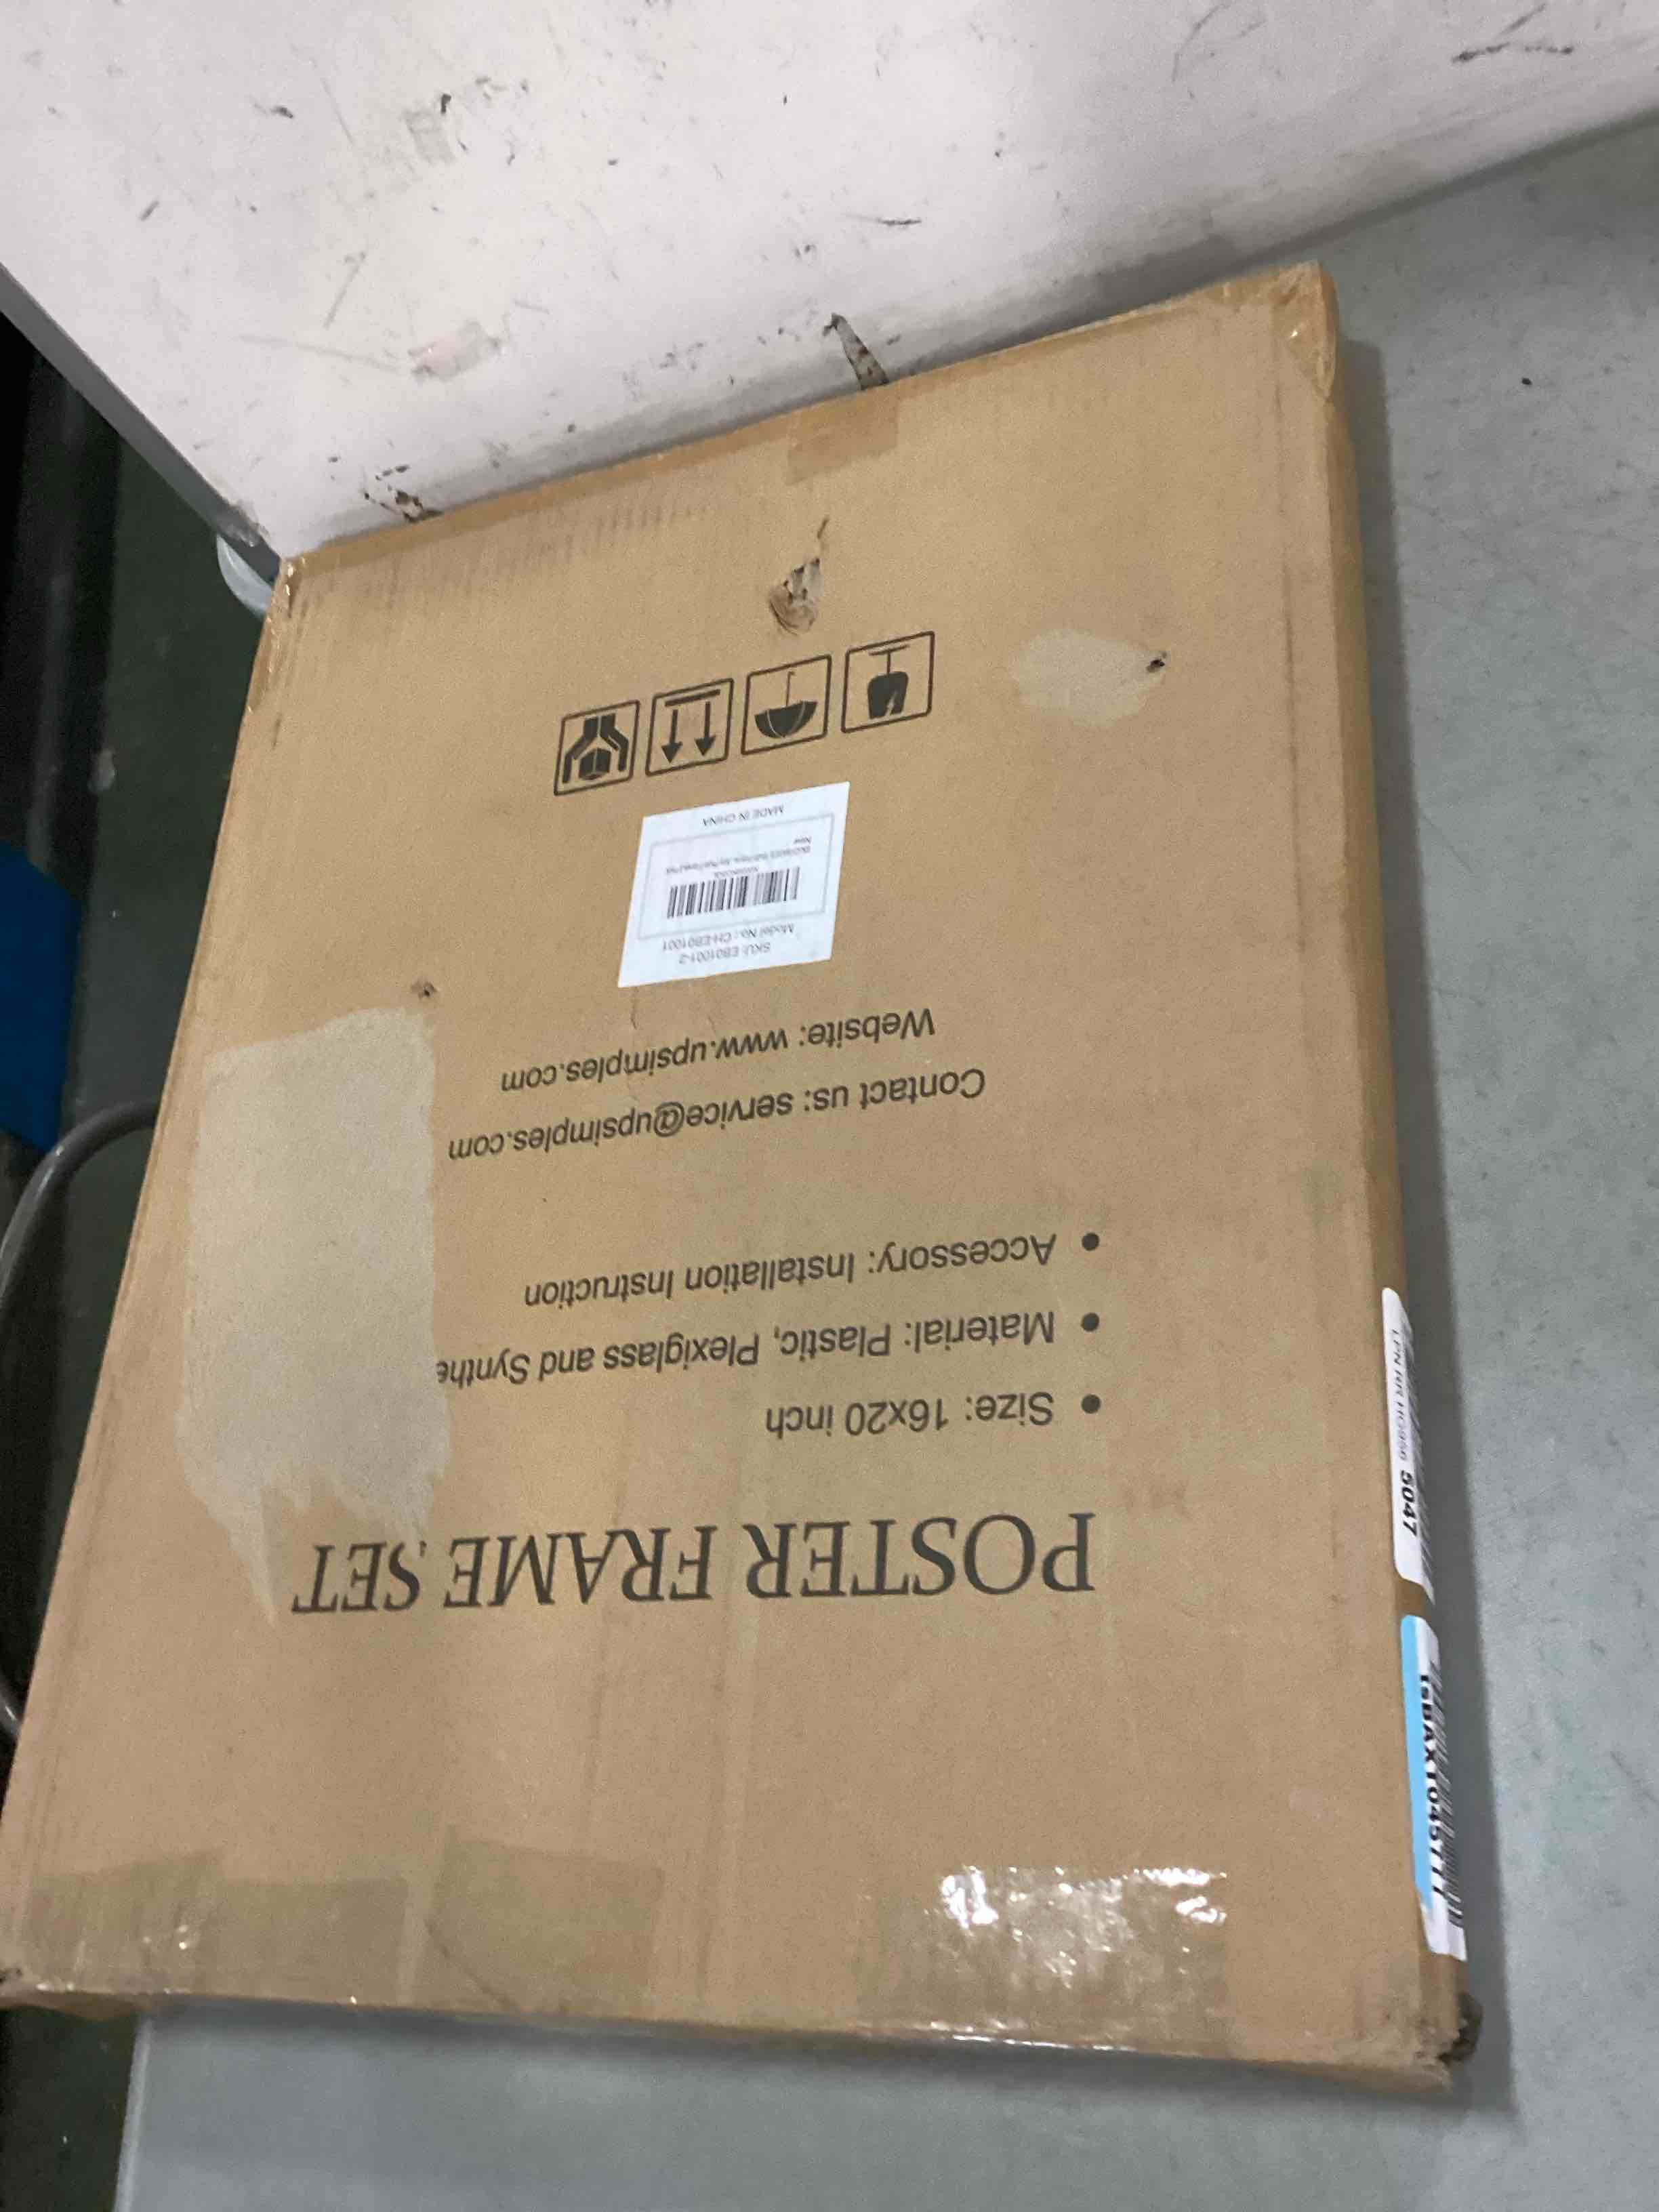 POSTER FRAME SET
• Size: 16x20 inch
• Material: Plastic, Plexiglass and Synthe
• Accessory: Installation Instruction
Contact us: service@upsimples.com
Website: www.upsimples.com
SKU: EB01001-2
Model No.: CH-EB01001
New
MADE IN CHINA
5047